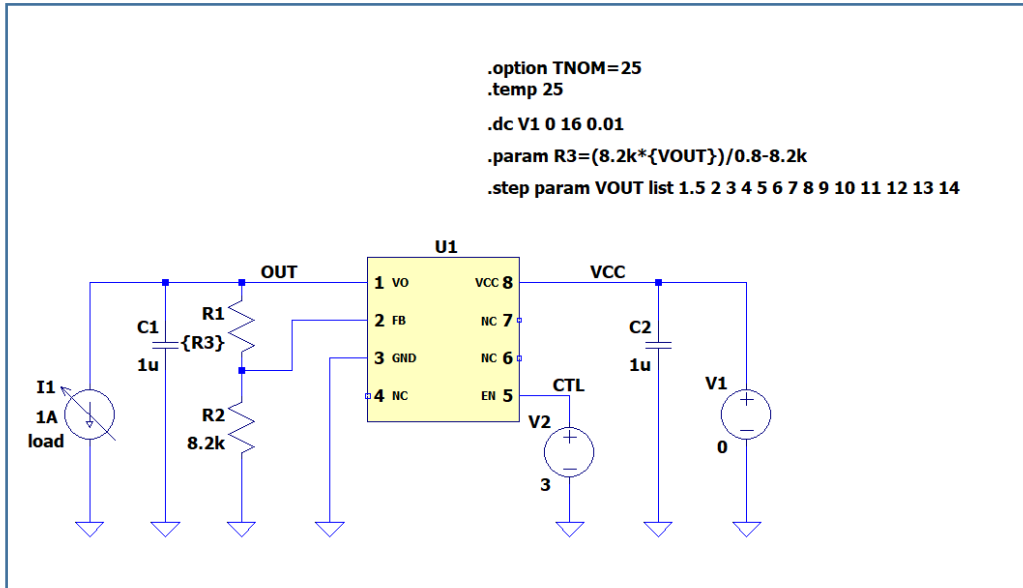 .option TNOM=25
.temp 25
.dc V1 0 16 0.01
.param R3=(8.2k*{VOUT})/0.8-8.2k
.step param VOUT list 1.5 2 3 4 5 6 7 8 9 10 11 12 13 14
U1
OUT
VCC
1 VO
VCC 8
R1
{R3}
C1
1u
2 FB
NC 7
C2
1u
3 GND
NC 6
I1
1A
load
R2
8.2k
4 NC
EN 5
CTL
V2
3
V1
0